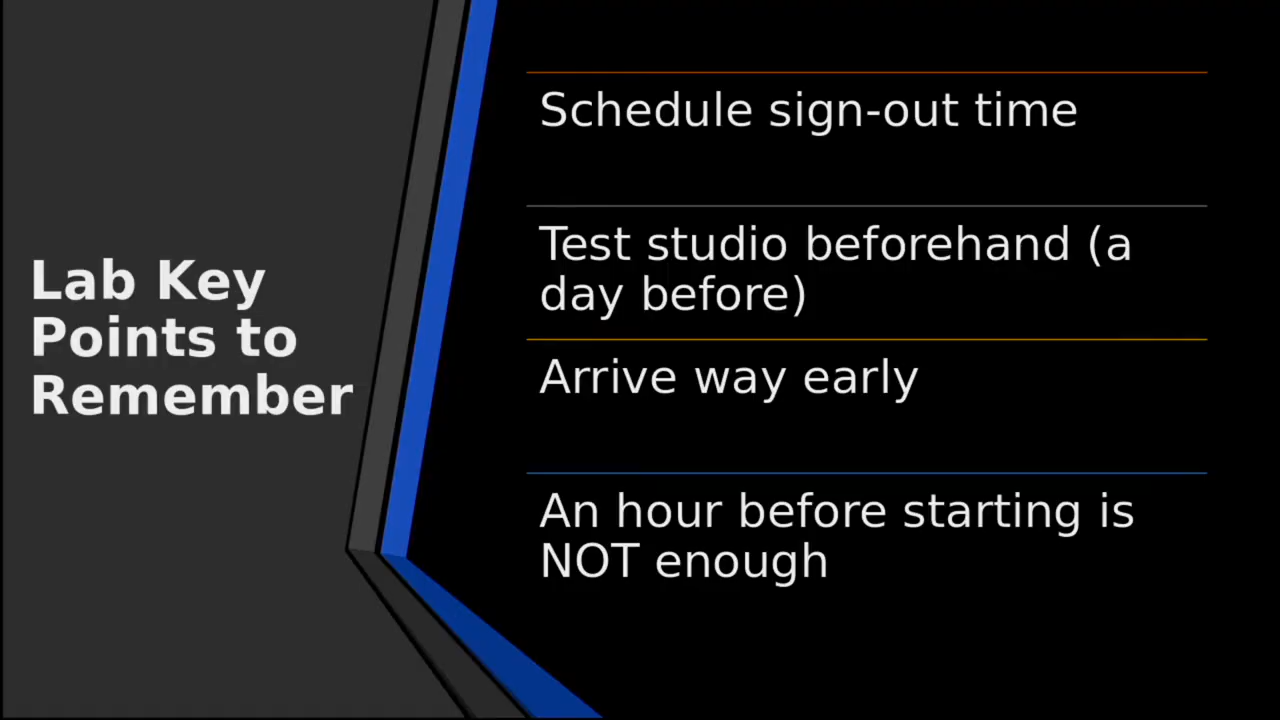 Lab Key
Points to
Remember
Schedule sign-out time
Test studio beforehand (a
day before)
Arrive way early
An hour before starting is
NOT enough